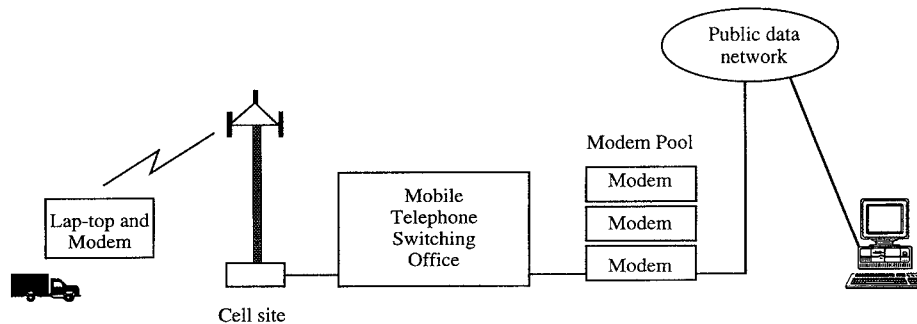 Public data
network
Modem Pool
Modem
Modem
Modem
Mobile
Telephone
Switching
Office
Lap-top and
Modem
Cell site